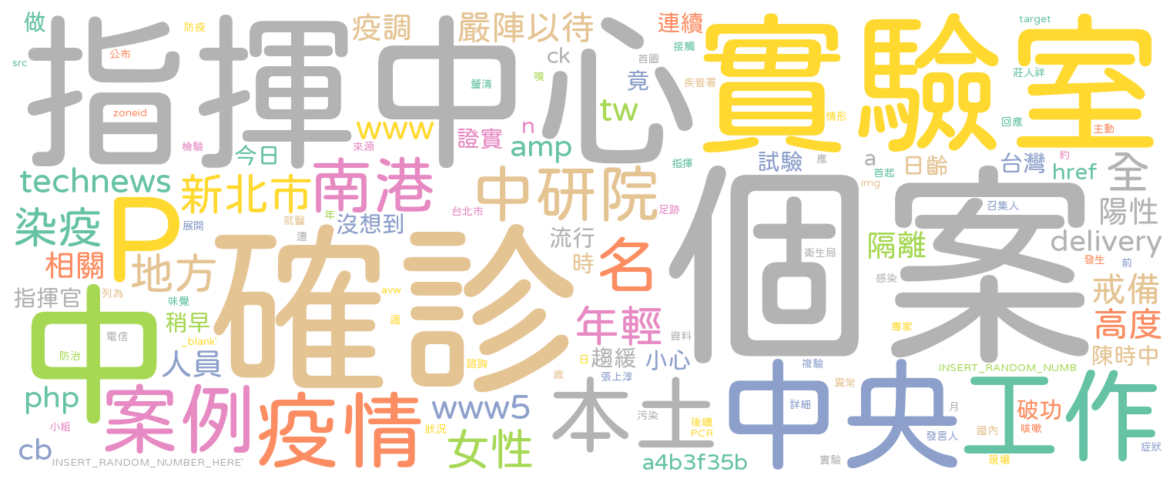 做
防疫
疫調
嚴陣以待
連續
target
src
公布
指揮中心
ck
首圖
接觸
實驗室
釐清
嗅
竟
疾管署
莊人祥
zoneid
n
tw
情形
回應
主動
www
證實
amp
檢驗
今日
來源
technews
新北市
南港
中研院
指揮
試驗
應
a
首起
日齡
台灣
約
href
全
img
染疫
P
展開
就醫
年
遭
沒想到
台北市
足跡
個案
召集人
陽性
相關
地方
確診
流行
時
名
衛生局
隔離
感染
delivery
發生
前
指揮官
列為
味覺
avw
週
戒備
中
電信
稍早
_blank
年輕
資料
搬家
高度
防治
人員
諮詢
日
趨緩
小心
陳時中
歲
張上淳
複驗
INSERT_RANDOM_NUMB
php
案例
疫情
www5
本土
中央
異常
詳細
工作
破功
小組
狀況
污染
後續
PCR
月
國內
咳嗽
發言人
cb
女性
INSERT_RANDOM_NUMBER_HERE'
a4b3f35b
實驗
現場
症狀